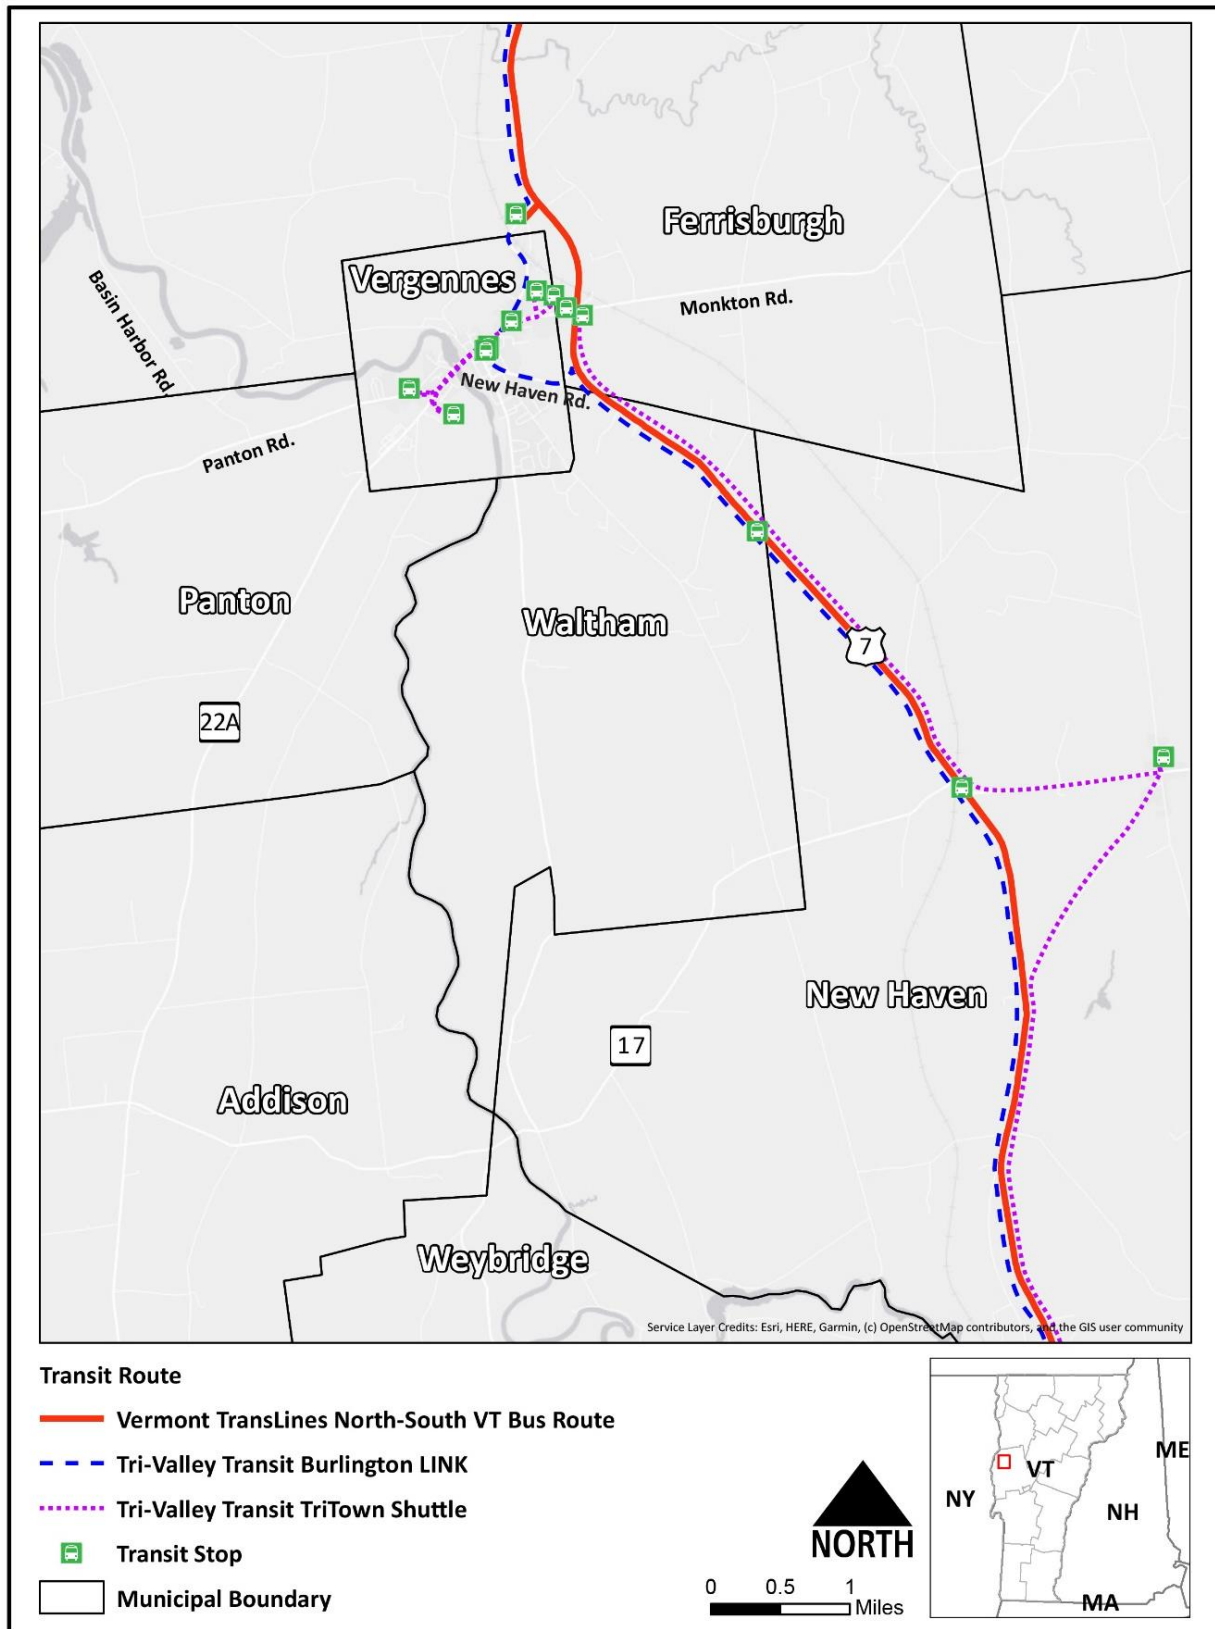 Ferrisburgh
Vergennes
Basin Harbor Rd.
Monkton Rd.
New Haven Rd.
Panton Rd.
Panton
Waltham
7
22A
New Haven
17
Addison
Weybridge
Service Layer Credits: Esri, HERE, Garmin, (c) OpenStreetMap contributors, and the GIS user community
Transit Route
Vermont TransLines North-South VT Bus Route
Tri-Valley Transit Burlington LINK
Tri-Valley Transit TriTown Shuttle
Transit Stop
Municipal Boundary
NORTH
0 0.5 1
Miles
ME
VT
NY
NH
MA